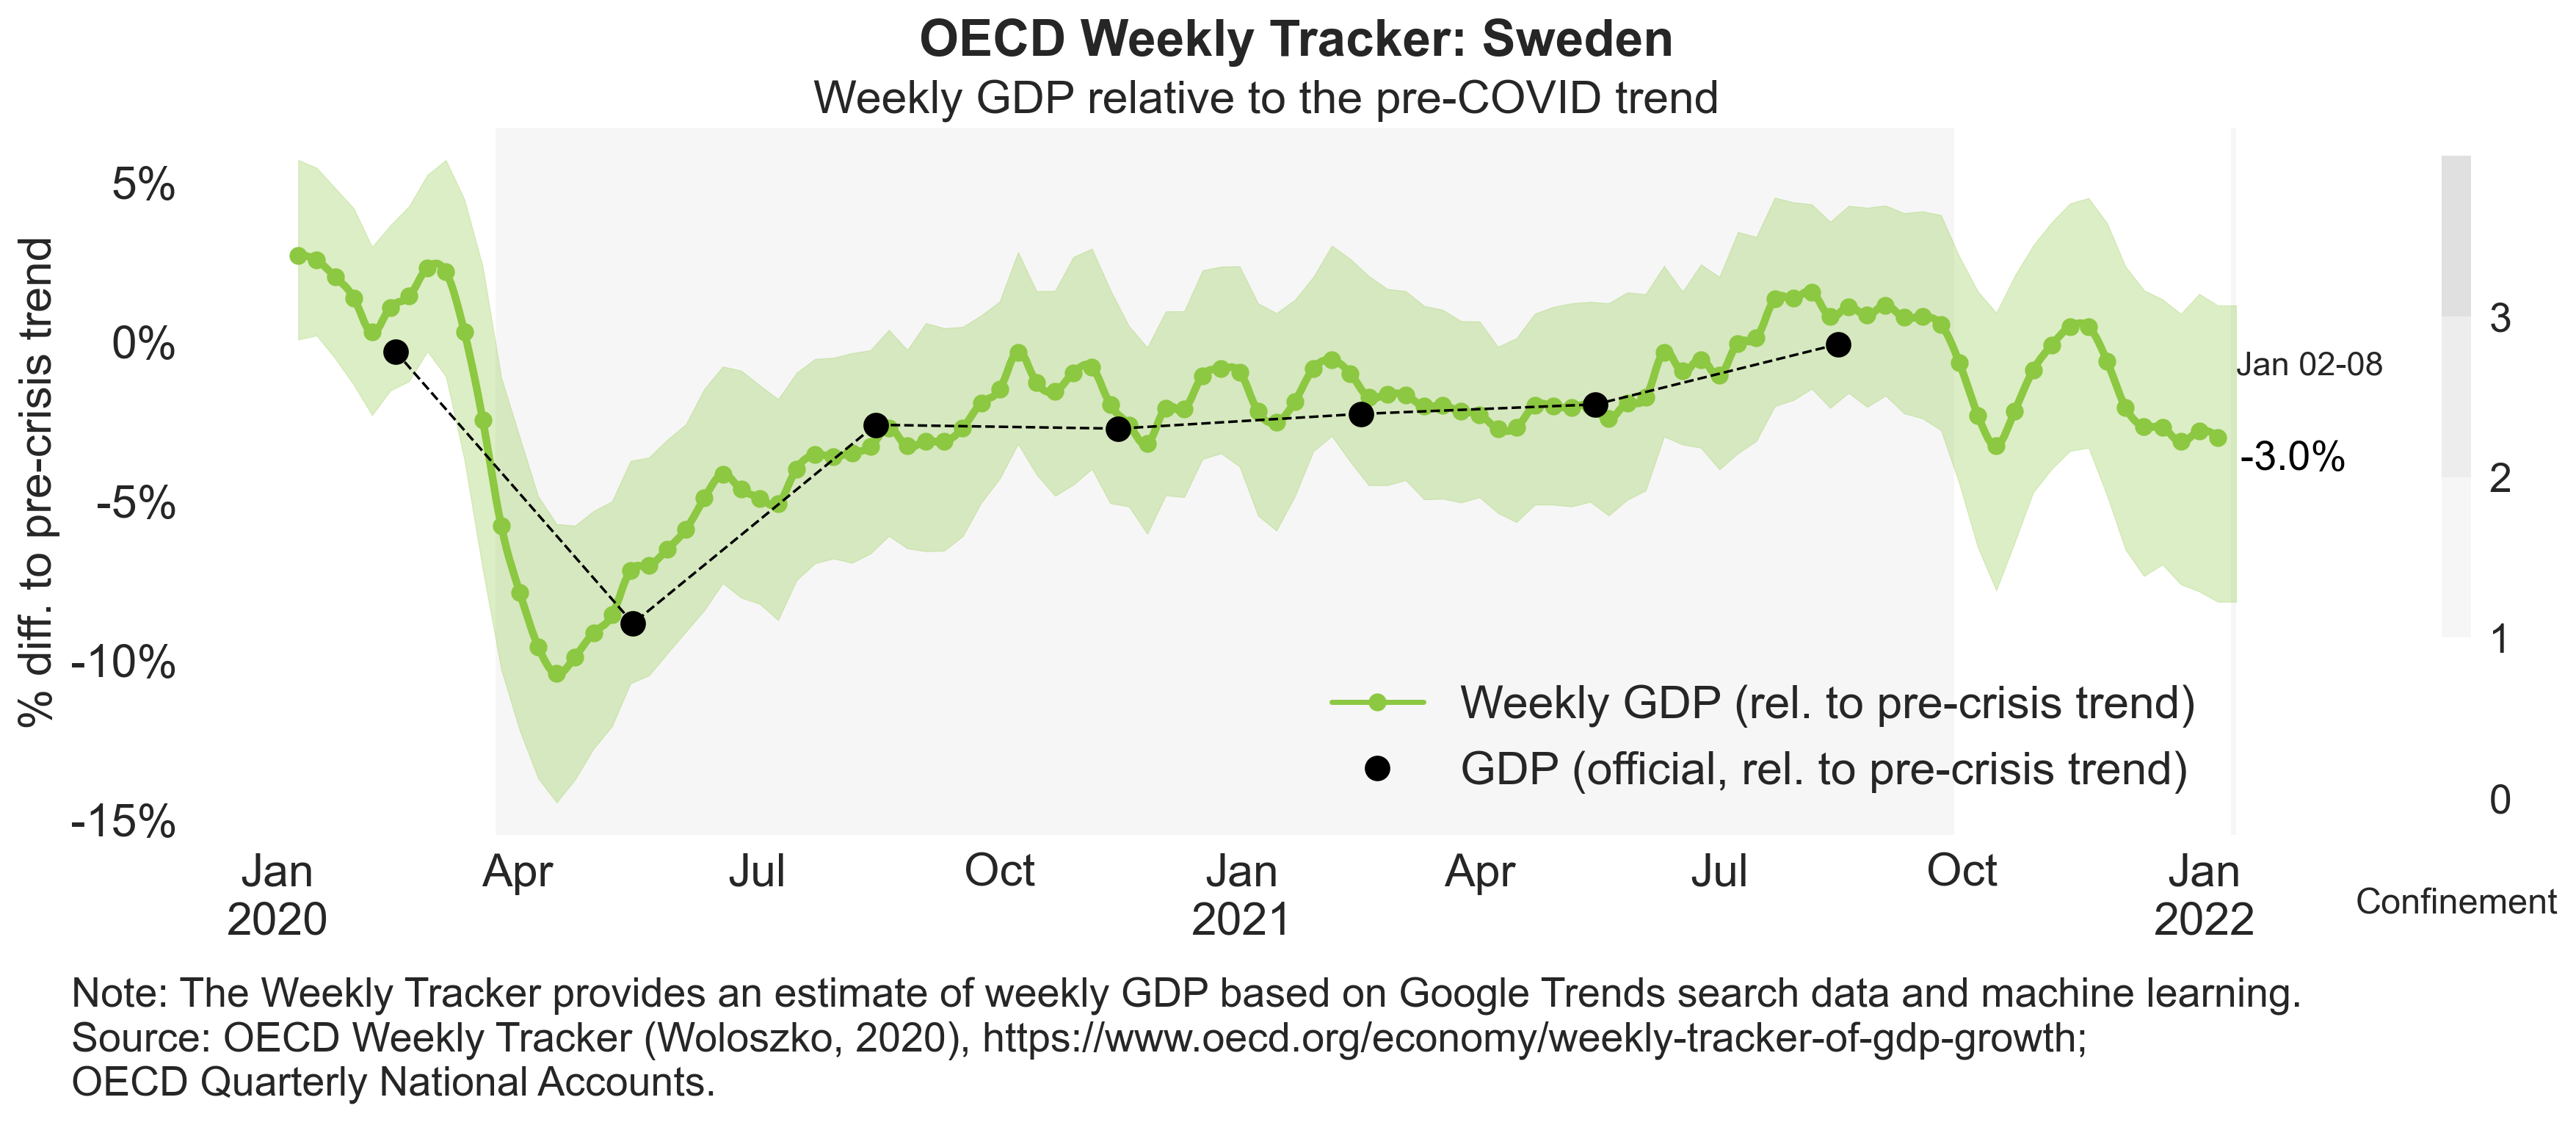 OECD Weekly Tracker: Sweden
Weekly GDP relative to the pre-COVID trend
% diff. to pre-crisis trend
5%
0%
-5%
-10%
-15%
Jan 02-08
-3.0%
Weekly GDP (rel. to pre-crisis trend)
GDP (official, rel. to pre-crisis trend)
3
2
1
0
Confinement
Jan
2020
Apr
Jul
Oct
Jan
2021
Apr
Jul
Oct
Jan
2022
Note: The Weekly Tracker provides an estimate of weekly GDP based on Google Trends search data and machine learning.
Source: OECD Weekly Tracker (Woloszko, 2020), https://www.oecd.org/economy/weekly-tracker-of-gdp-growth;
OECD Quarterly National Accounts.